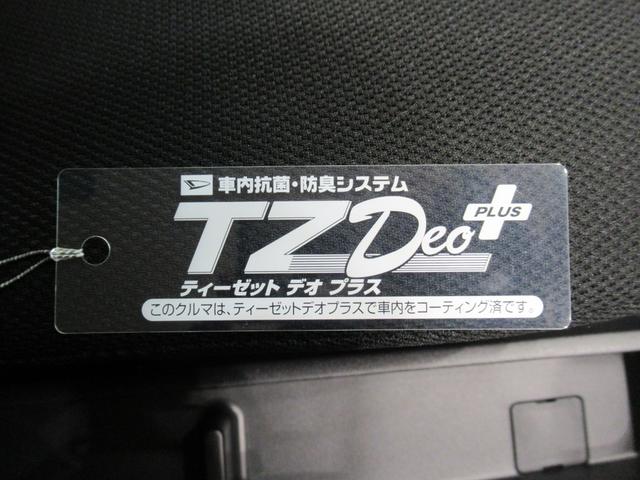 車内抗菌・防臭システム
TZ Deo PLUS
ティーゼット デオ プラス
このクルマは、ティーゼットデオプラスで車内をコーティング済です。